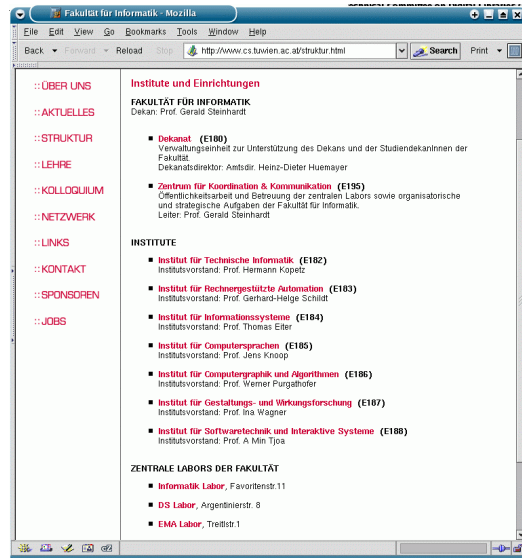 Technical Committee on Digital Libraries
Fakultät für Informatik - Mozilla
File Edit View Go Bookmarks Tools Window Help
Back Forward Reload Stop http://www.cs.tuwien.ac.at/struktur.html Search Print
::ÜBER UNS
::AKTUELLES
::STRUKTUR
::LEHRE
::KOLLOQUIUM
::NETZWERK
::LINKS
::KONTAKT
::SPONSOREN
::JOBS
Institute und Einrichtungen
FAKULTÄT FÜR INFORMATIK
Dekan: Prof. Gerald Steinhardt
Dekanat (E180)
Verwaltungseinheit zur Unterstützung des Dekans und der StudiendekanInnen der
Fakultät.
Dekanatsdirektor: Amtsdir. Heinz-Dieter Huemayer
Zentrum für Koordination & Kommunikation (E195)
Öffentlichkeitsarbeit und Betreuung der zentralen Labors sowie organisatorische
und strategische Aufgaben der Fakultät für Informatik.
Leiter: Prof. Gerald Steinhardt
INSTITUTE
Institut für Technische Informatik (E182)
Institutsvorstand: Prof. Hermann Kopetz
Institut für Rechnergestützte Automation (E183)
Institutsvorstand: Prof. Gerhard-Helge Schildt
Institut für Informationssysteme (E184)
Institutsvorstand: Prof. Thomas Eiter
Institut für Computersprachen (E185)
Institutsvorstand: Prof. Jens Knoop
Institut für Computergraphik und Algorithmen (E186)
Institutsvorstand: Prof. Werner Purgathofer
Institut für Gestaltungs- und Wirkungsforschung (E187)
Institutsvorstand: Prof. Ina Wagner
Institut für Softwaretechnik und Interaktive Systeme (E188)
Institutsvorstand: Prof. A Min Tjoa
ZENTRALE LABORS DER FAKULTÄT
Informatik Labor, Favoritenstr.11
DS Labor, Argentinierstr. 8
EMA Labor, Treitlstr.1